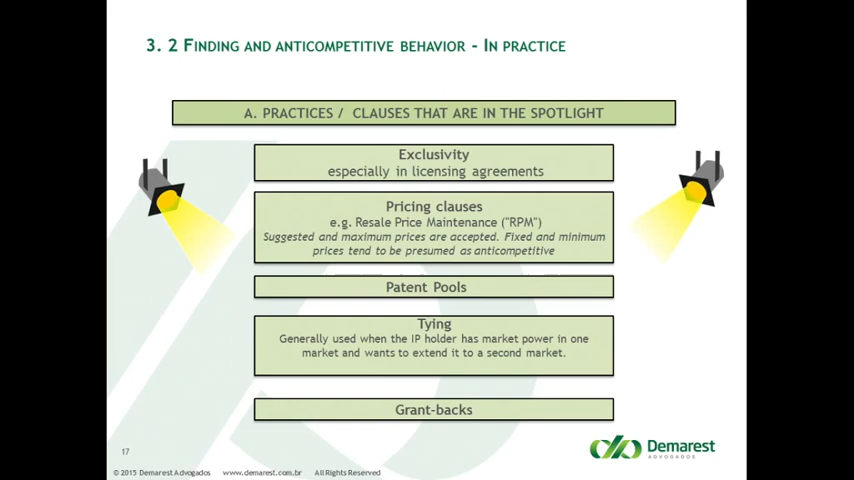 3. 2 FINDING AND ANTICOMPETITIVE BEHAVIOR - IN PRACTICE
A. PRACTICES / CLAUSES THAT ARE IN THE SPOTLIGHT
Exclusivity
especially in licensing agreements
Pricing clauses
e.g. Resale Price Maintenance ("RPM")
Suggested and maximum prices are accepted. Fixed and minimum
prices tend to be presumed as anticompetitive
Patent Pools
Tying
Generally used when the IP holder has market power in one
market and wants to extend it to a second market.
Grant-backs
17
Demarest
ADVOGADOS
© 2015 Demarest Advogados www.demarest.com.br All Rights Reserved